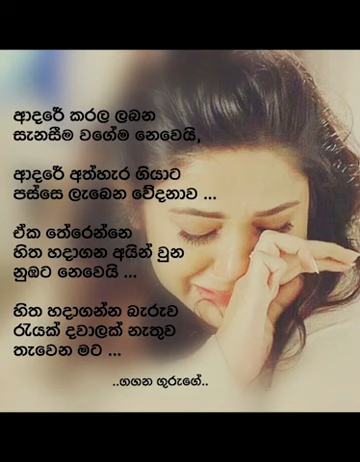 ආදරේ කරල ලබන
සැනසීම වගේම නෙවෙයි,
ආදරේ අත්හැර ගියාට
පස්සෙ ලැබෙන වේදනාව ...
ඒක තේරෙන්නෙ
හිත හදාගන අයින් වුන
නුඹට නෙවෙයි ...
හිත හදාගන්න බැරුව
රැයක් දවාලක් නැතුව
තැවෙන මට ...
..ගගන ගුරුගේ..